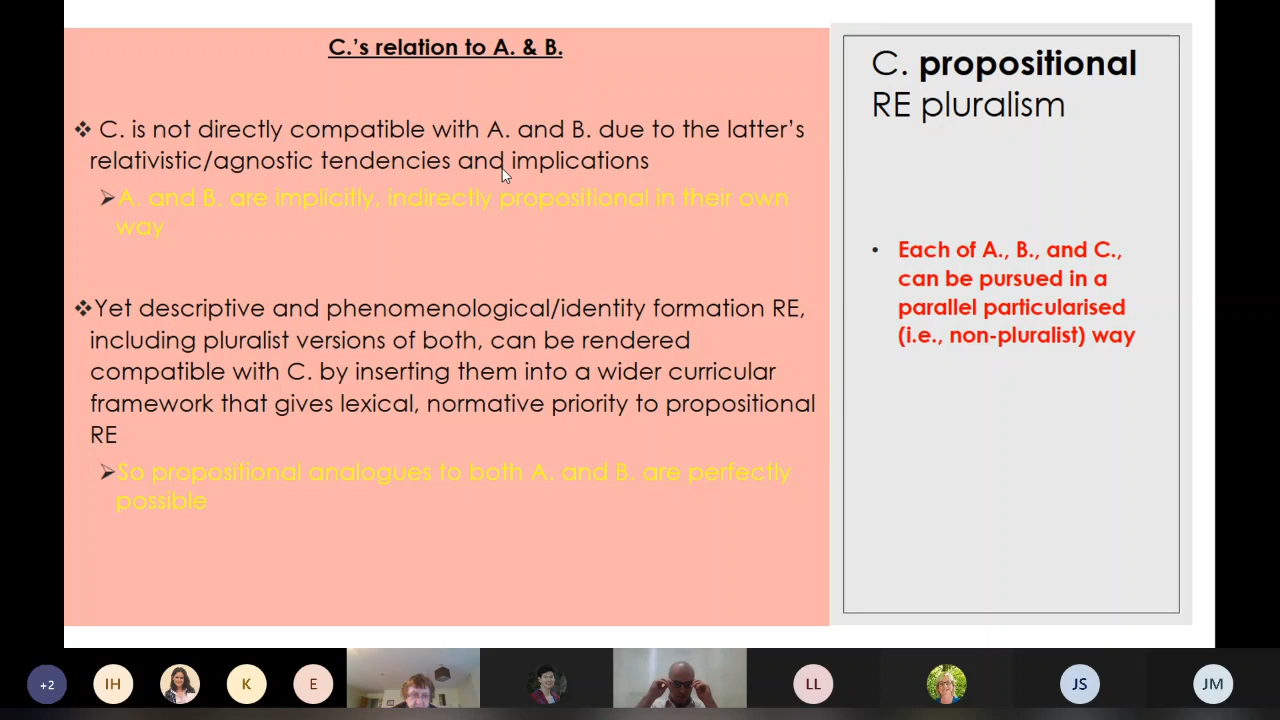 C.'s relation to A. & B.
❖ C. is not directly compatible with A. and B. due to the latter's
relativistic/agnostic tendencies and implications
➢A. and B. are implicitly, indirectly propositional in their own
way
❖Yet descriptive and phenomenological/identity formation RE,
including pluralist versions of both, can be rendered
compatible with C. by inserting them into a wider curricular
framework that gives lexical, normative priority to propositional
RE
➢So propositional analogues to both A. and B. are perfectly
possible
C. propositional
RE pluralism
• Each of A., B., and C.,
can be pursued in a
parallel particularised
(i.e., non-pluralist) way
+2
IH
K
E
LL
JS
JM